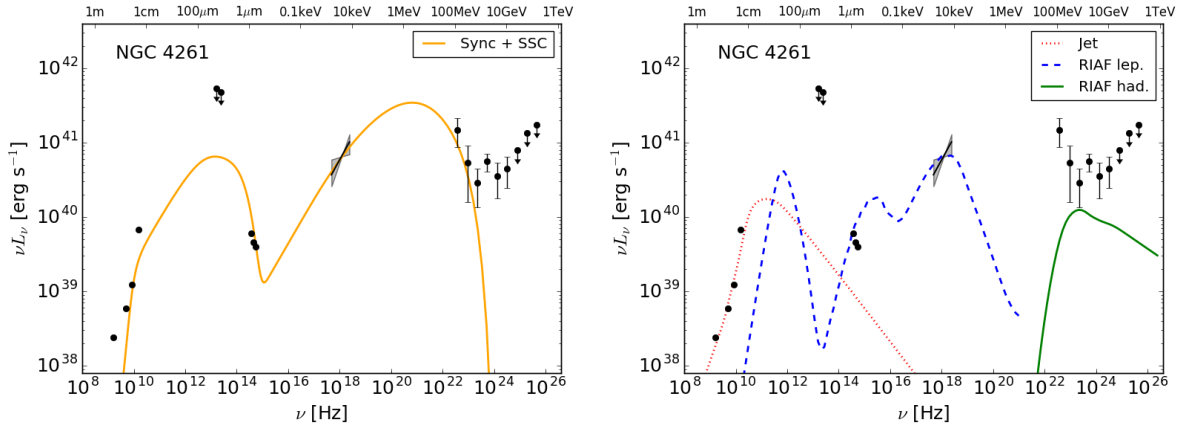 1m 1cm 100μm 1μm 0.1keV 10keV 1MeV 100MeV 10GeV 1TeV
NGC 4261
Sync + SSC
10^42
10^41
10^40
10^39
10^38
νL_ν [erg s^−1]
10^8 10^10 10^12 10^14 10^16 10^18 10^20 10^22 10^24 10^26
ν [Hz]
1m 1cm 100μm 1μm 0.1keV 10keV 1MeV 100MeV 10GeV 1TeV
NGC 4261
Jet
RIAF lep.
RIAF had.
10^42
10^41
10^40
10^39
10^38
νL_ν [erg s^−1]
10^8 10^10 10^12 10^14 10^16 10^18 10^20 10^22 10^24 10^26
ν [Hz]